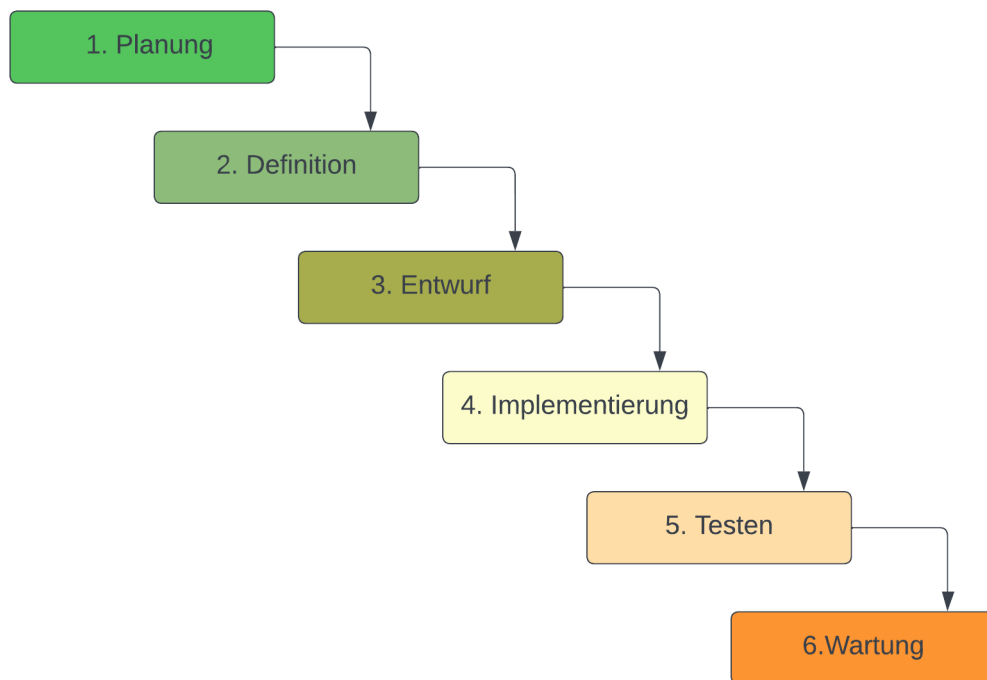 1. Planung
2. Definition
3. Entwurf
4. Implementierung
5. Testen
6.Wartung